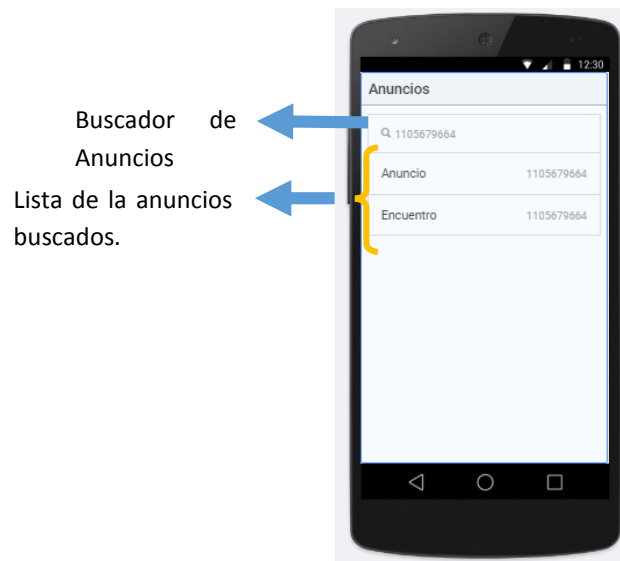 12:30
Anuncios
Buscador de
Anuncios
1105679664
Lista de la anuncios
buscados.
Anuncio 1105679664
Encuentro 1105679664